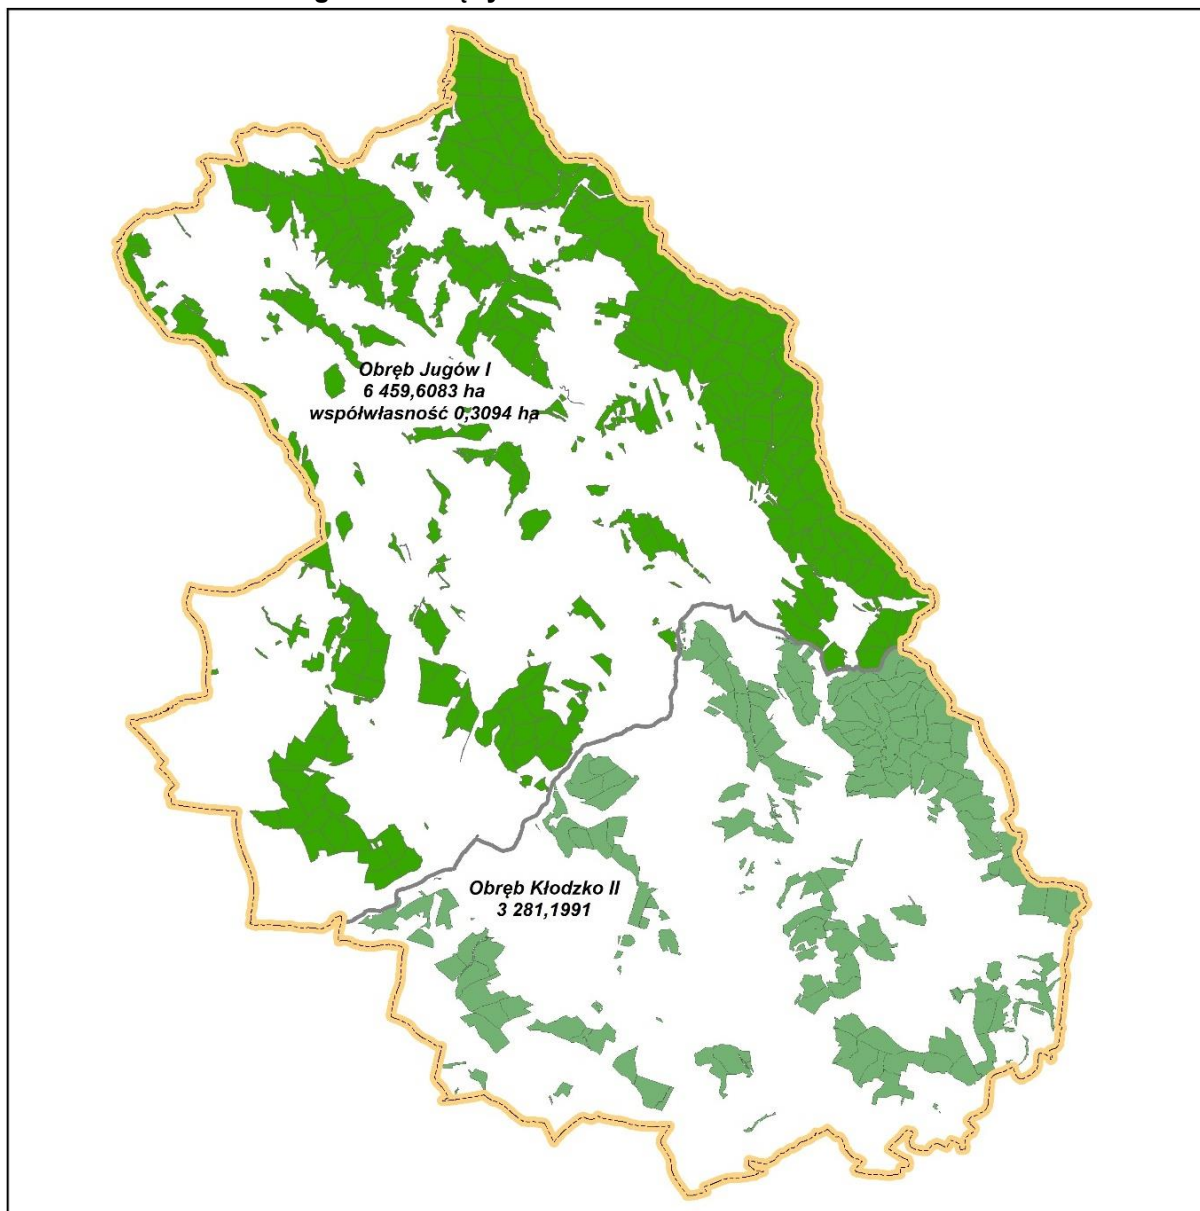 Obręb Jugów I
6 459,6083 ha
współwłasność 0,3094 ha
Obręb Kłodzko II
3 281,1991